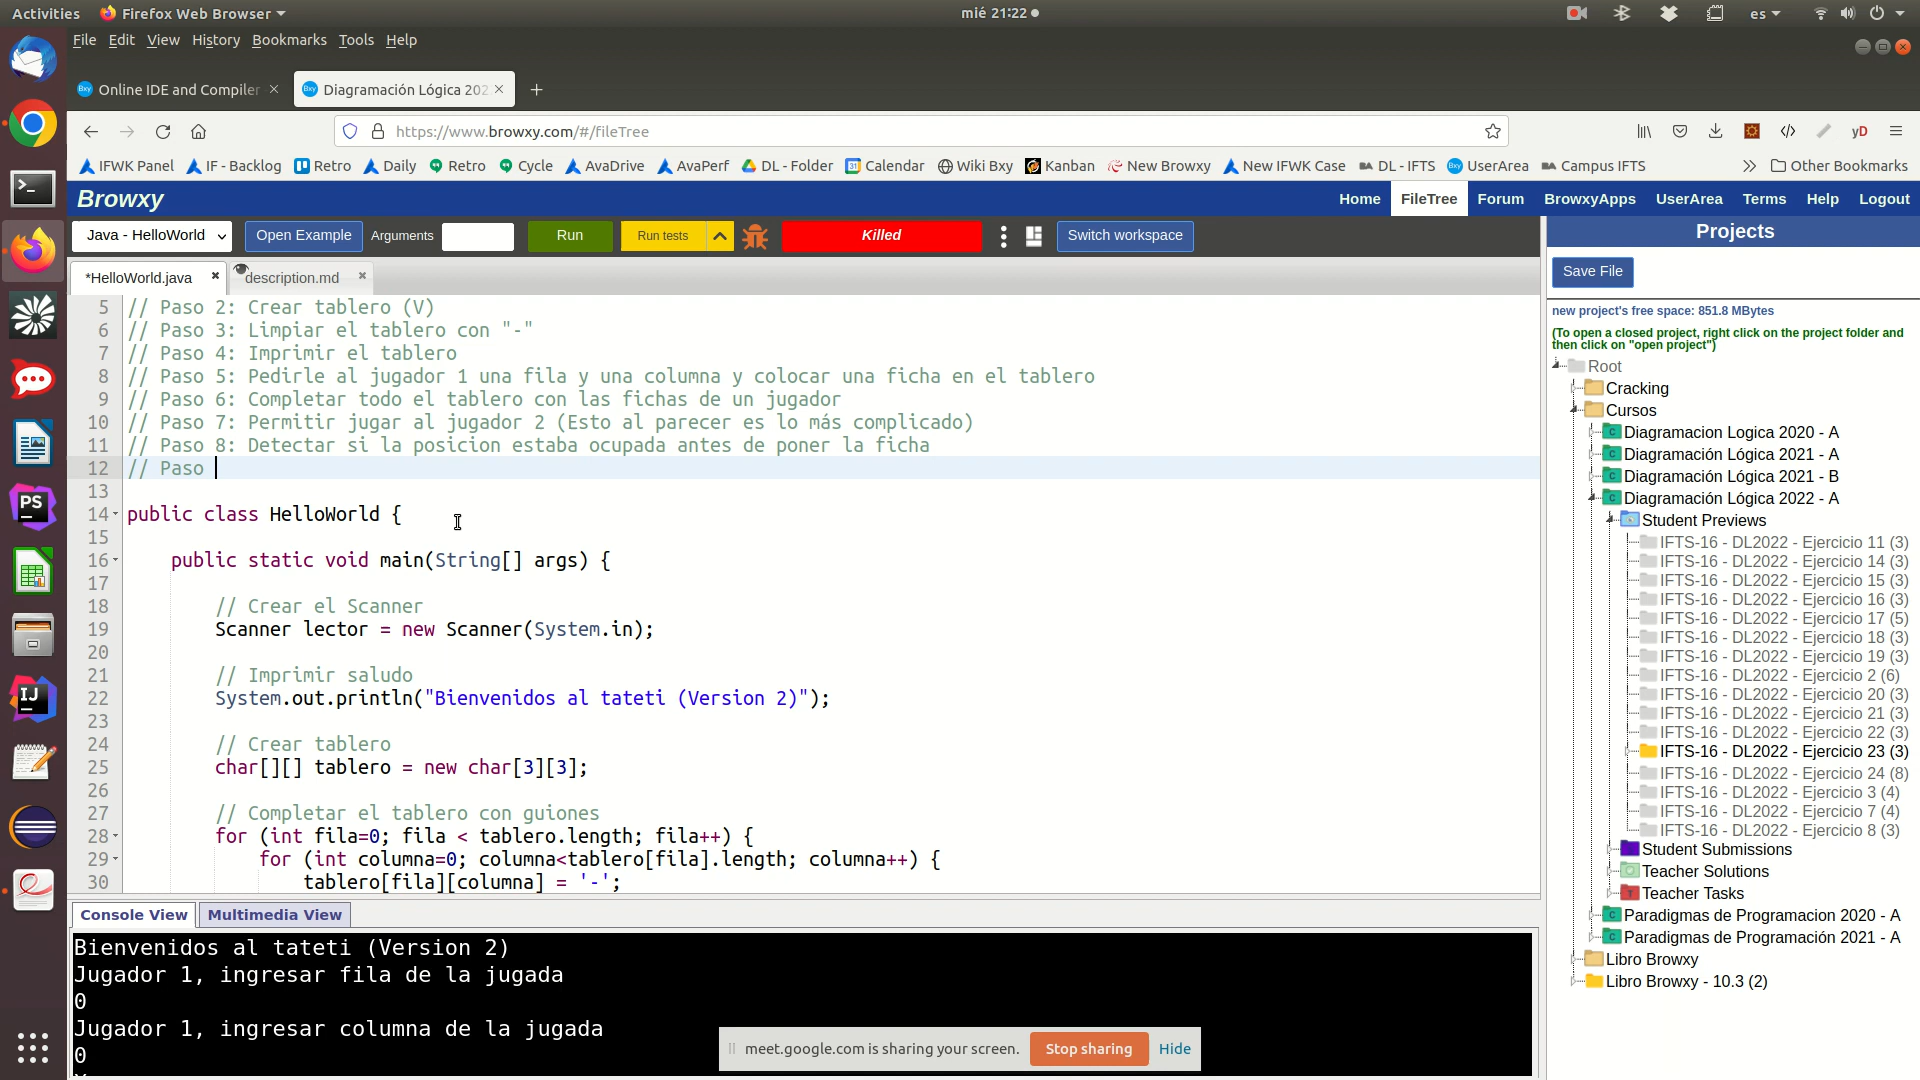 Activities Firefox Web Browser mié 21:22 es
File Edit View History Bookmarks Tools Help
Online IDE and Compiler Diagramación Lógica 202
https://www.browxy.com/#/fileTree
IFWK Panel IF - Backlog Retro Daily Retro Cycle AvaDrive AvaPerf DL - Folder Calendar Wiki Bxy Kanban New Browxy New IFWK Case DL - IFTS UserArea Campus IFTS Other Bookmarks
Browxy Home FileTree Forum BrowxyApps UserArea Terms Help Logout
Java - HelloWorld Open Example Arguments Run Run tests Killed Switch workspace
*HelloWorld.java description.md
5 // Paso 2: Crear tablero (V)
6 // Paso 3: Limpiar el tablero con "-"
7 // Paso 4: Imprimir el tablero
8 // Paso 5: Pedirle al jugador 1 una fila y una columna y colocar una ficha en el tablero
9 // Paso 6: Completar todo el tablero con las fichas de un jugador
10 // Paso 7: Permitir jugar al jugador 2 (Esto al parecer es lo más complicado)
11 // Paso 8: Detectar si la posicion estaba ocupada antes de poner la ficha
12 // Paso
13
14 public class HelloWorld {
15
16 public static void main(String[] args) {
17
18 // Crear el Scanner
19 Scanner lector = new Scanner(System.in);
20
21 // Imprimir saludo
22 System.out.println("Bienvenidos al tateti (Version 2)");
23
24 // Crear tablero
25 char[][] tablero = new char[3][3];
26
27 // Completar el tablero con guiones
28 for (int fila=0; fila < tablero.length; fila++) {
29 for (int columna=0; columna<tablero[fila].length; columna++) {
30 tablero[fila][columna] = '-';
Console View Multimedia View
Bienvenidos al tateti (Version 2)
Jugador 1, ingresar fila de la jugada
0
Jugador 1, ingresar columna de la jugada
0
meet.google.com is sharing your screen. Stop sharing Hide
Projects
Save File
new project's free space: 851.8 MBytes
(To open a closed project, right click on the project folder and
then click on "open project")
Root
Cracking
Cursos
Diagramacion Logica 2020 - A
Diagramación Lógica 2021 - A
Diagramación Lógica 2021 - B
Diagramación Lógica 2022 - A
Student Previews
IFTS-16 - DL2022 - Ejercicio 11 (3)
IFTS-16 - DL2022 - Ejercicio 14 (3)
IFTS-16 - DL2022 - Ejercicio 15 (3)
IFTS-16 - DL2022 - Ejercicio 16 (3)
IFTS-16 - DL2022 - Ejercicio 17 (5)
IFTS-16 - DL2022 - Ejercicio 18 (3)
IFTS-16 - DL2022 - Ejercicio 19 (3)
IFTS-16 - DL2022 - Ejercicio 2 (6)
IFTS-16 - DL2022 - Ejercicio 20 (3)
IFTS-16 - DL2022 - Ejercicio 21 (3)
IFTS-16 - DL2022 - Ejercicio 22 (3)
IFTS-16 - DL2022 - Ejercicio 23 (3)
IFTS-16 - DL2022 - Ejercicio 24 (8)
IFTS-16 - DL2022 - Ejercicio 3 (4)
IFTS-16 - DL2022 - Ejercicio 7 (4)
IFTS-16 - DL2022 - Ejercicio 8 (3)
Student Submissions
Teacher Solutions
Teacher Tasks
Paradigmas de Programacion 2020 - A
Paradigmas de Programación 2021 - A
Libro Browxy
Libro Browxy - 10.3 (2)